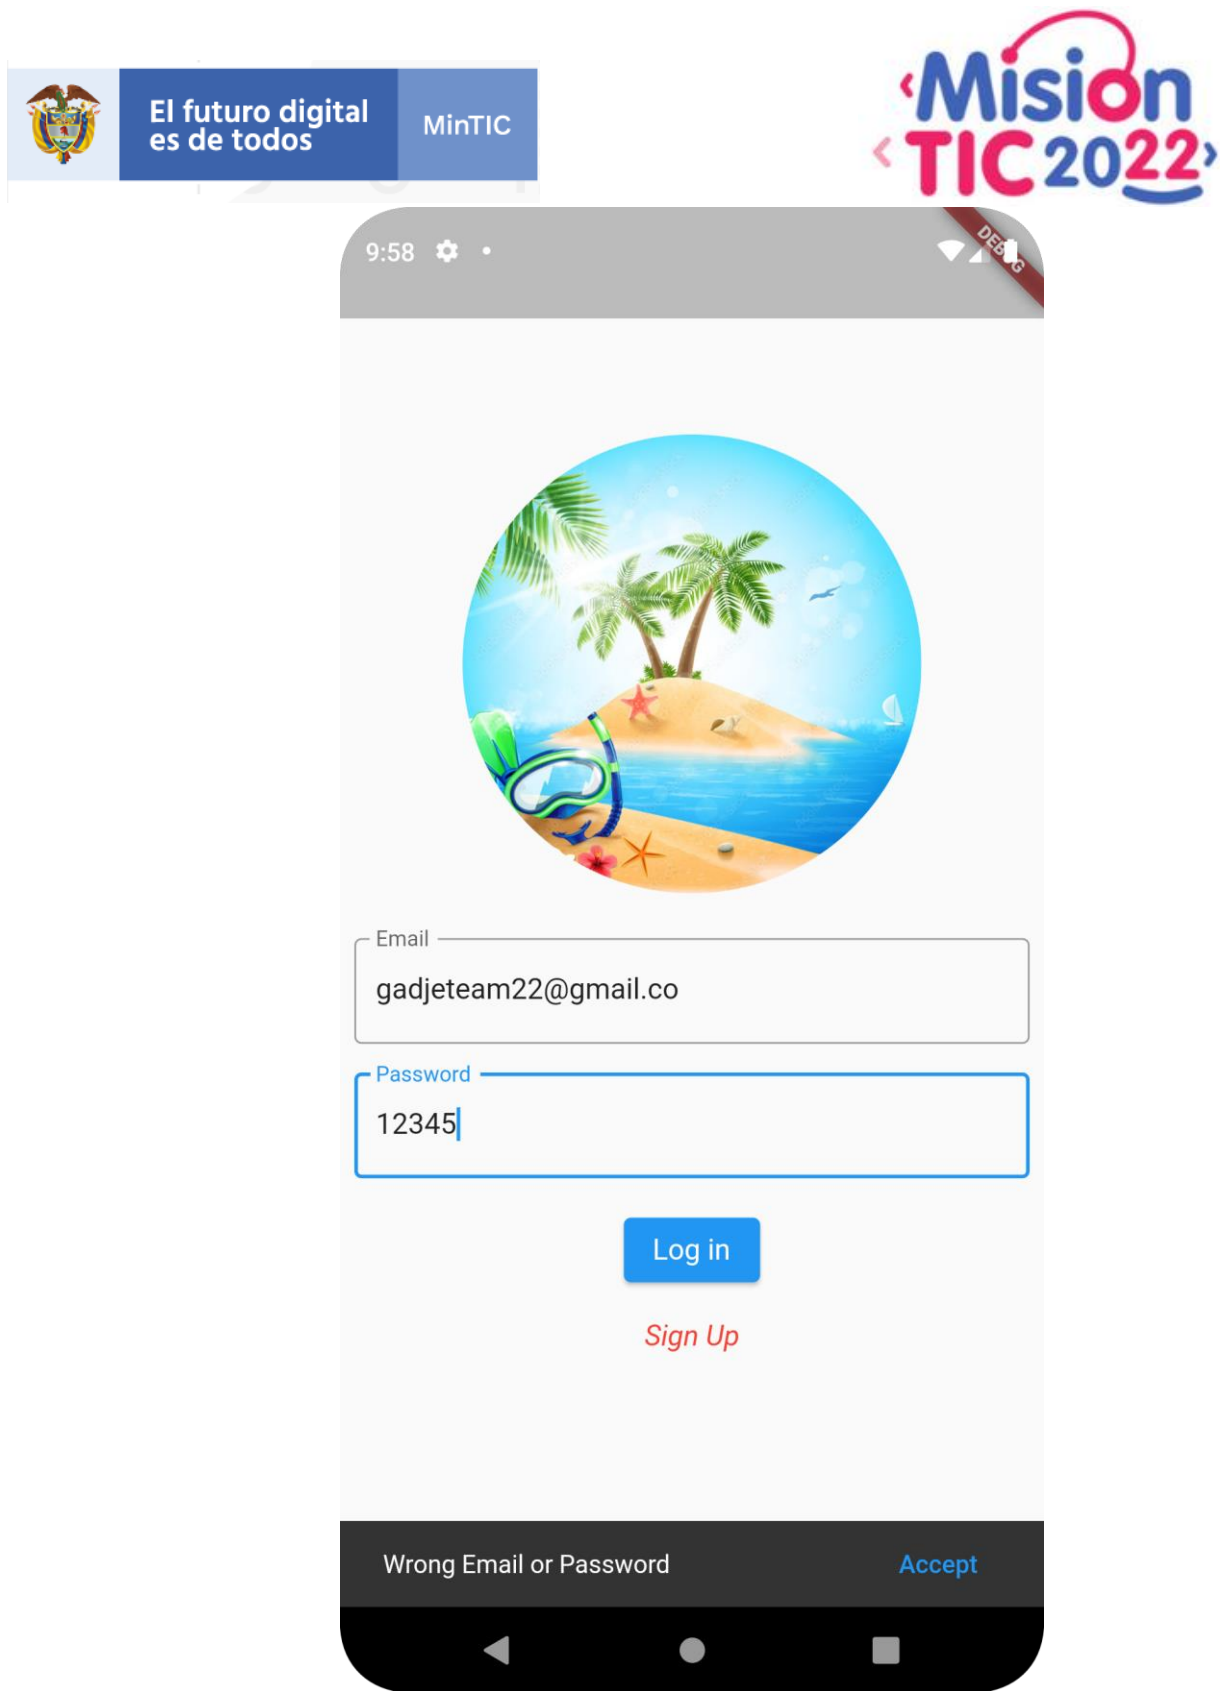 El futuro digital
es de todos
MinTIC
Misión
TIC 2022
9:58
DEBUG
Email
gadjeteam22@gmail.co
Password
12345
Log in
Sign Up
Wrong Email or Password
Accept